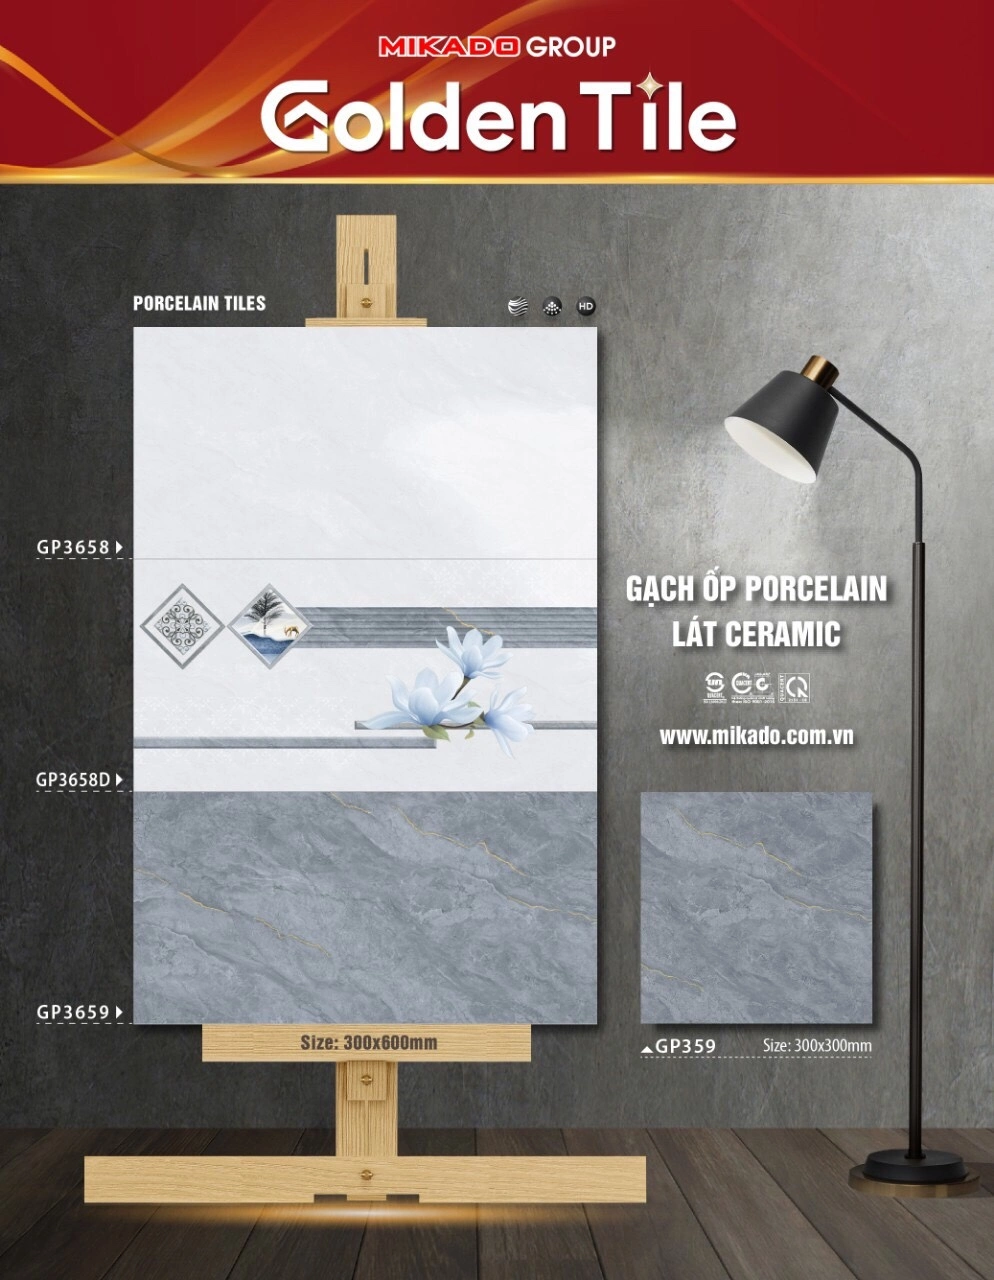 MIKADO GROUP
Golden Tile
PORCELAIN TILES
HD
GP3658
GP3658D
GP3659
Size: 300x600mm
GẠCH ỐP PORCELAIN
LÁT CERAMIC
www.mikado.com.vn
GP359
Size: 300x300mm